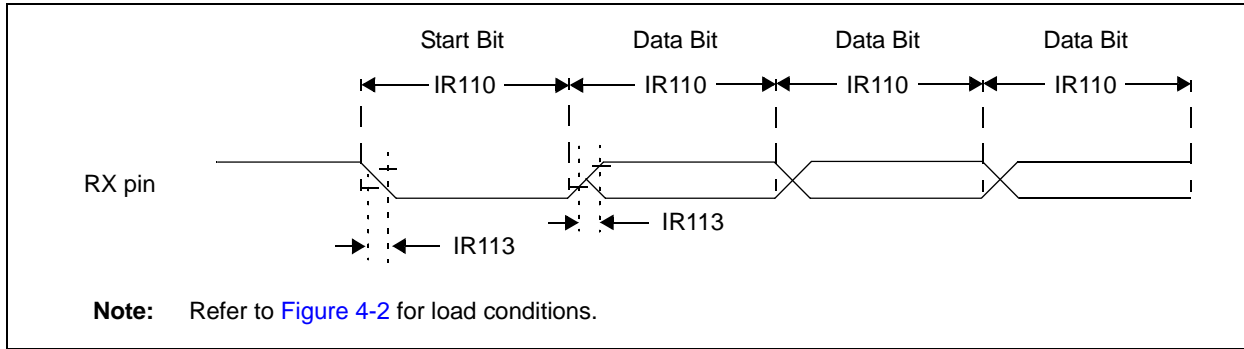 Start Bit Data Bit Data Bit Data Bit
IR110 IR110 IR110 IR110
RX pin
IR113 IR113
Note: Refer to Figure 4-2 for load conditions.